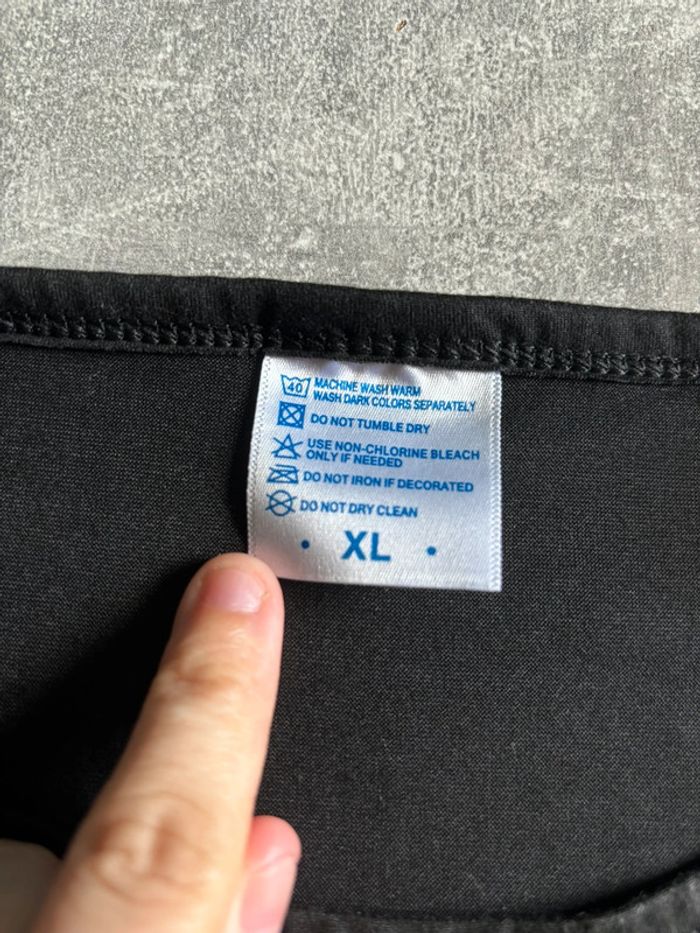 40 MACHINE WASH WARM
WASH DARK COLORS SEPARATELY
DO NOT TUMBLE DRY
USE NON-CHLORINE BLEACH
ONLY IF NEEDED
DO NOT IRON IF DECORATED
DO NOT DRY CLEAN
• XL •